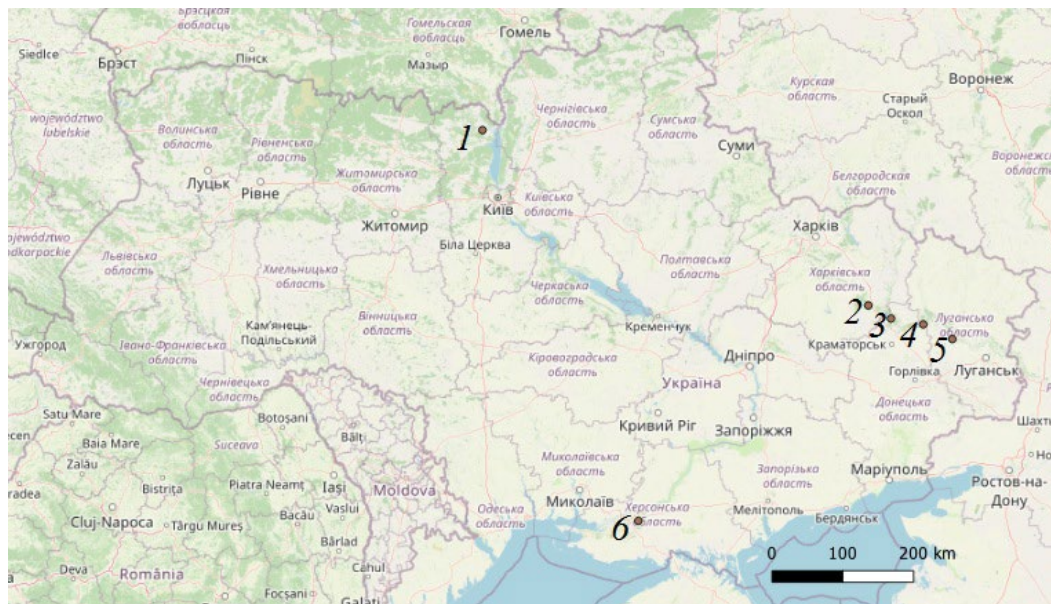 Брэсцкая
вобласць
Гомельская
вобласць
Гомель
Siedlce
Брэст
Пінск
Мазыр
Курская
область
Воронеж
Старый
Оскол
województwo
lubelskie
Волинська
область
Рівненська
область
1
Чернігівська
область
Сумська
область
Суми
Белгородская
область
Воронежская
Луцьк
Рівне
Житомирська
область
Київ
Київська
область
Житомир
Харків
ojewództwo
odkarpackie
Львівська
область
Хмельницька
область
Біла Церква
Полтавська
область
Харківська
область
Черкаська
область
2
3
4
5
Луганська
область
Ужгород
Івано-Франківська
область
Кам'янець-
Подільський
Вінницька
область
Кременчук
Краматорськ
Кіровоградська
область
Дніпро
Горлівка
Луганськ
Чернівецька
область
Україна
Донецька
область
Satu Mare
Botoșani
Bălți
Кривий Ріг
Запоріжжя
Baia Mare
Suceava
Zalău
Миколаївська
область
Запорізька
область
Маріуполь
Bistrița
Piatra Neamț
Iași
Moldova
Миколаїв
Ростов-на-
Дону
Cluj-Napoca
Târgu Mureș
Bacău
Vaslui
Одеська
область
6
Херсонська
область
Мелітополь
Бердянськ
Bârlad
0 100 200 km
Deva
România
Cahul
Focșani
Galați